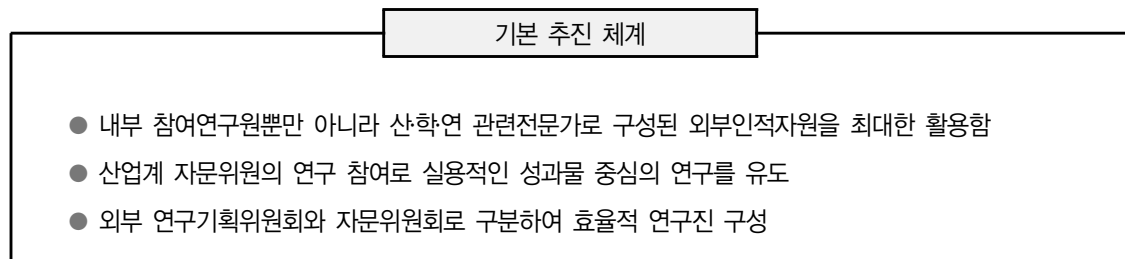 기본 추진 체계
● 내부 참여연구원뿐만 아니라 산·학·연 관련전문가로 구성된 외부인적자원을 최대한 활용함
● 산업계 자문위원의 연구 참여로 실용적인 성과물 중심의 연구를 유도
● 외부 연구기획위원회와 자문위원회로 구분하여 효율적 연구진 구성